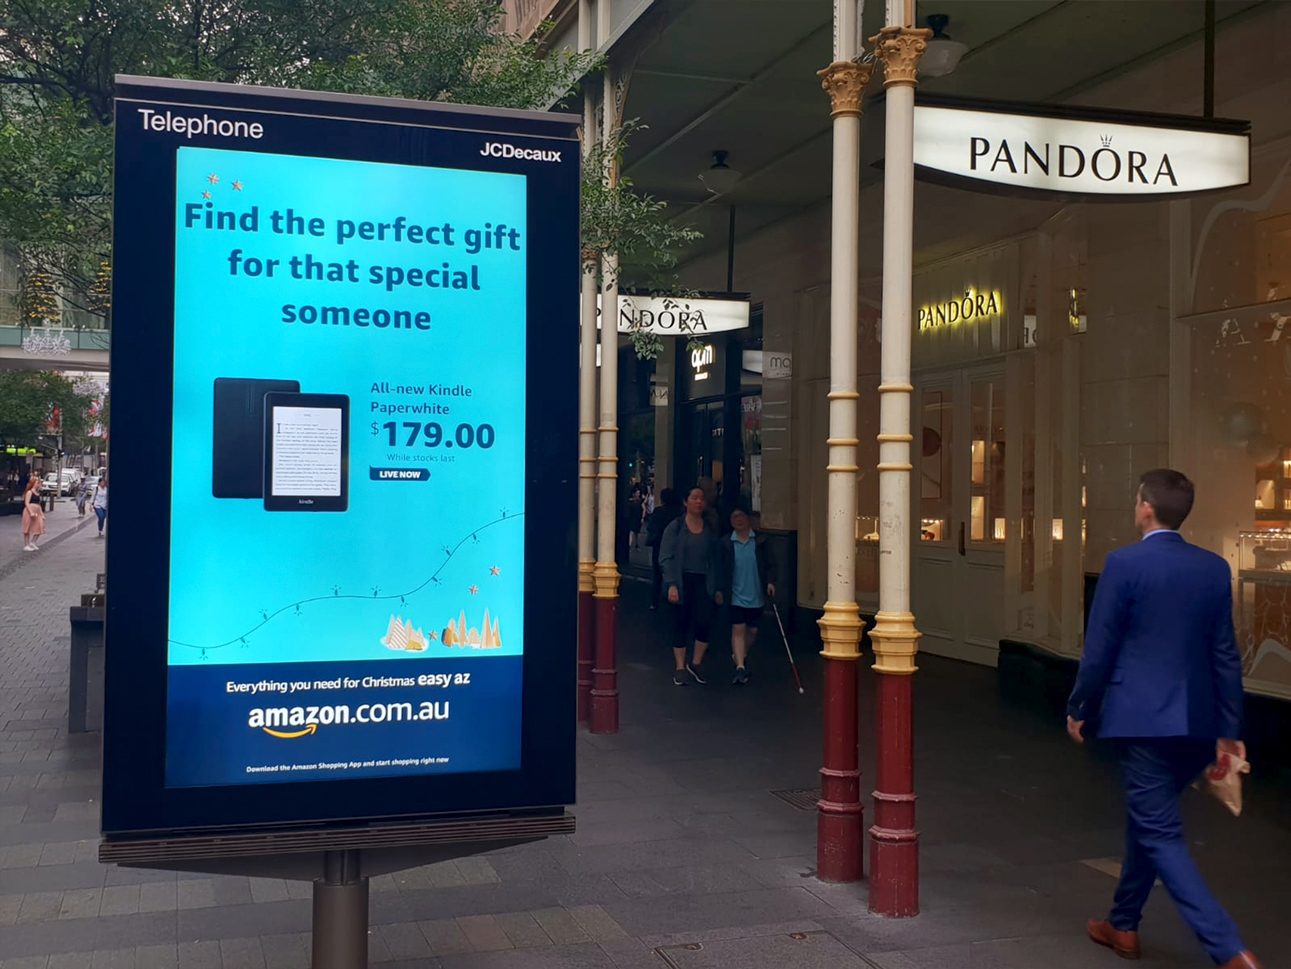 Telephone
JCDecaux
Find the perfect gift
for that special
someone
All-new Kindle
Paperwhite
$179.00
While stocks last
LIVE NOW
kindle
Everything you need for Christmas easy az
amazon.com.au
Download the Amazon Shopping App and start shopping right now
PANDORA
PANDORA
PANDORA
apm